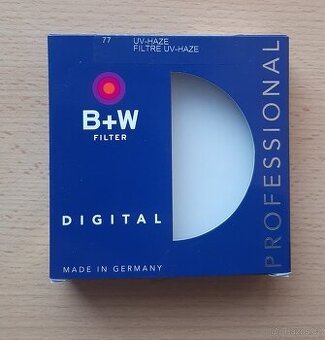 77 UV-HAZE
FILTRE UV-HAZE
B+W
FILTER
DIGITAL
MADE IN GERMANY
PROFESSIONAL